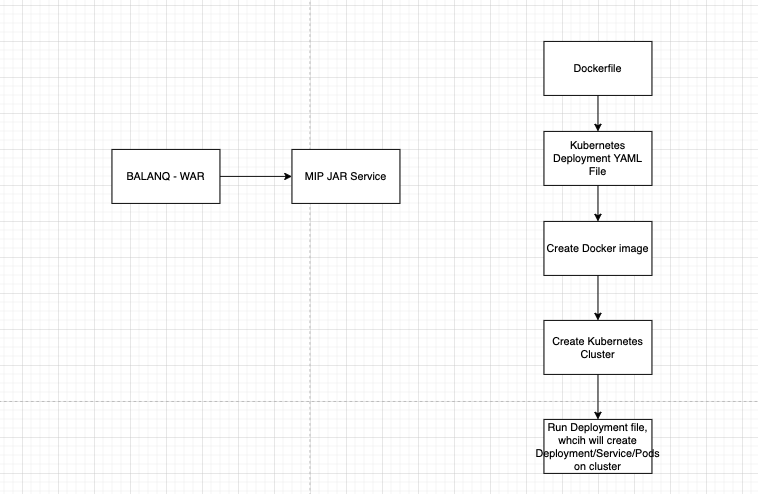 BALANQ - WAR
MIP JAR Service
Dockerfile
Kubernetes
Deployment YAML
File
Create Docker image
Create Kubernetes
Cluster
Run Deployment file,
whcih will create
Deployment/Service/Pods
on cluster